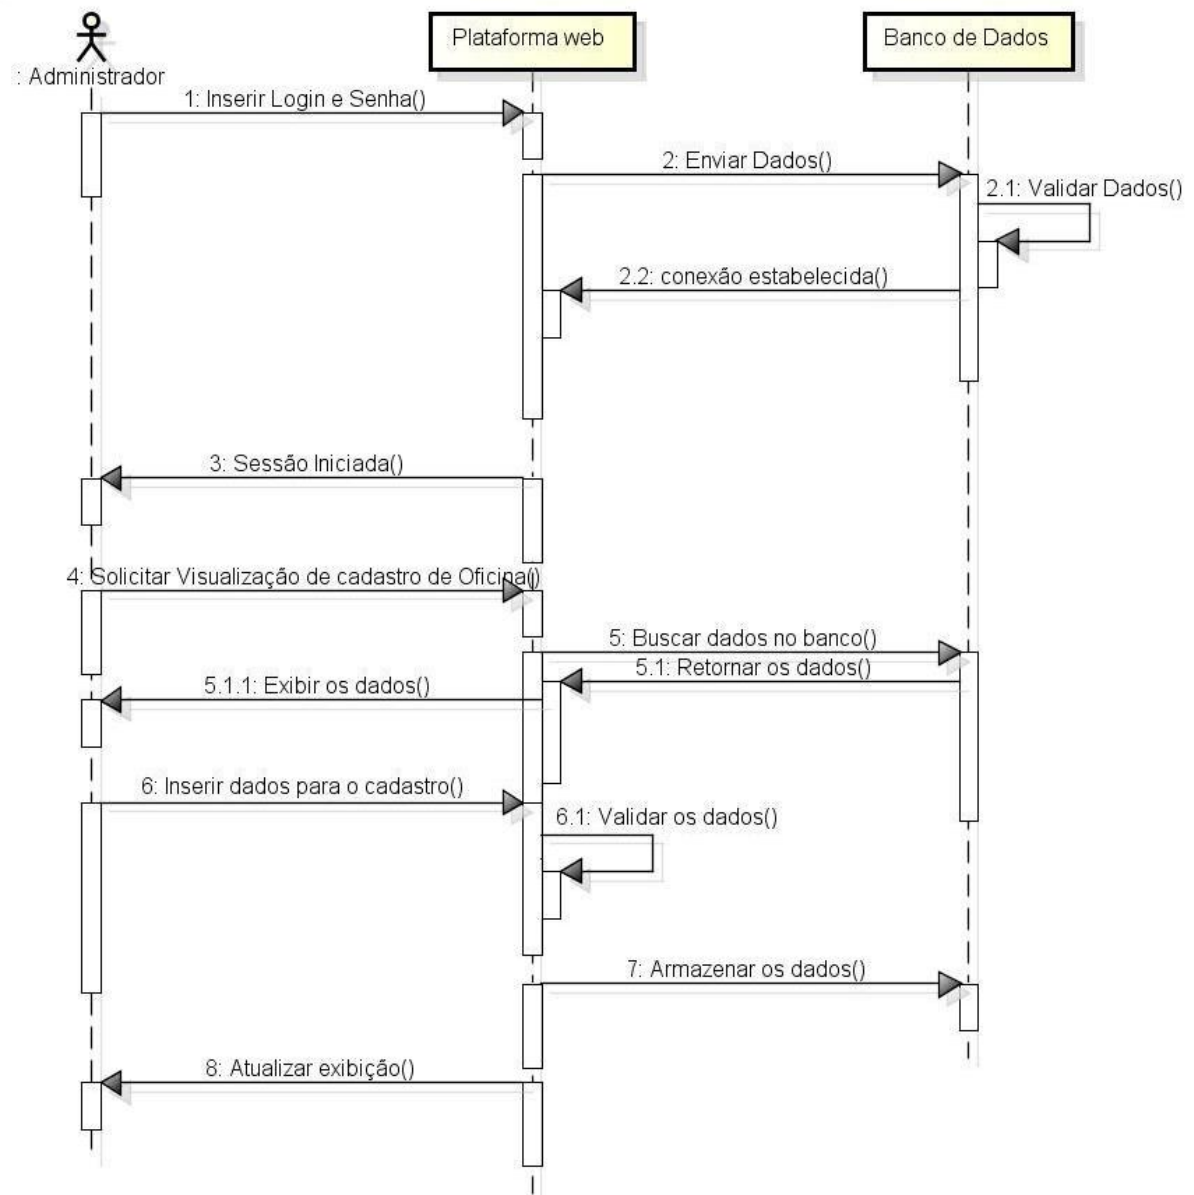 : Administrador
Plataforma web
Banco de Dados
1: Inserir Login e Senha()
2: Enviar Dados()
2.1: Validar Dados()
2.2: conexão estabelecida()
3: Sessão Iniciada()
4: Solicitar Visualização de cadastro de Oficina()
5: Buscar dados no banco()
5.1: Retornar os dados()
5.1.1: Exibir os dados()
6: Inserir dados para o cadastro()
6.1: Validar os dados()
7: Armazenar os dados()
8: Atualizar exibição()